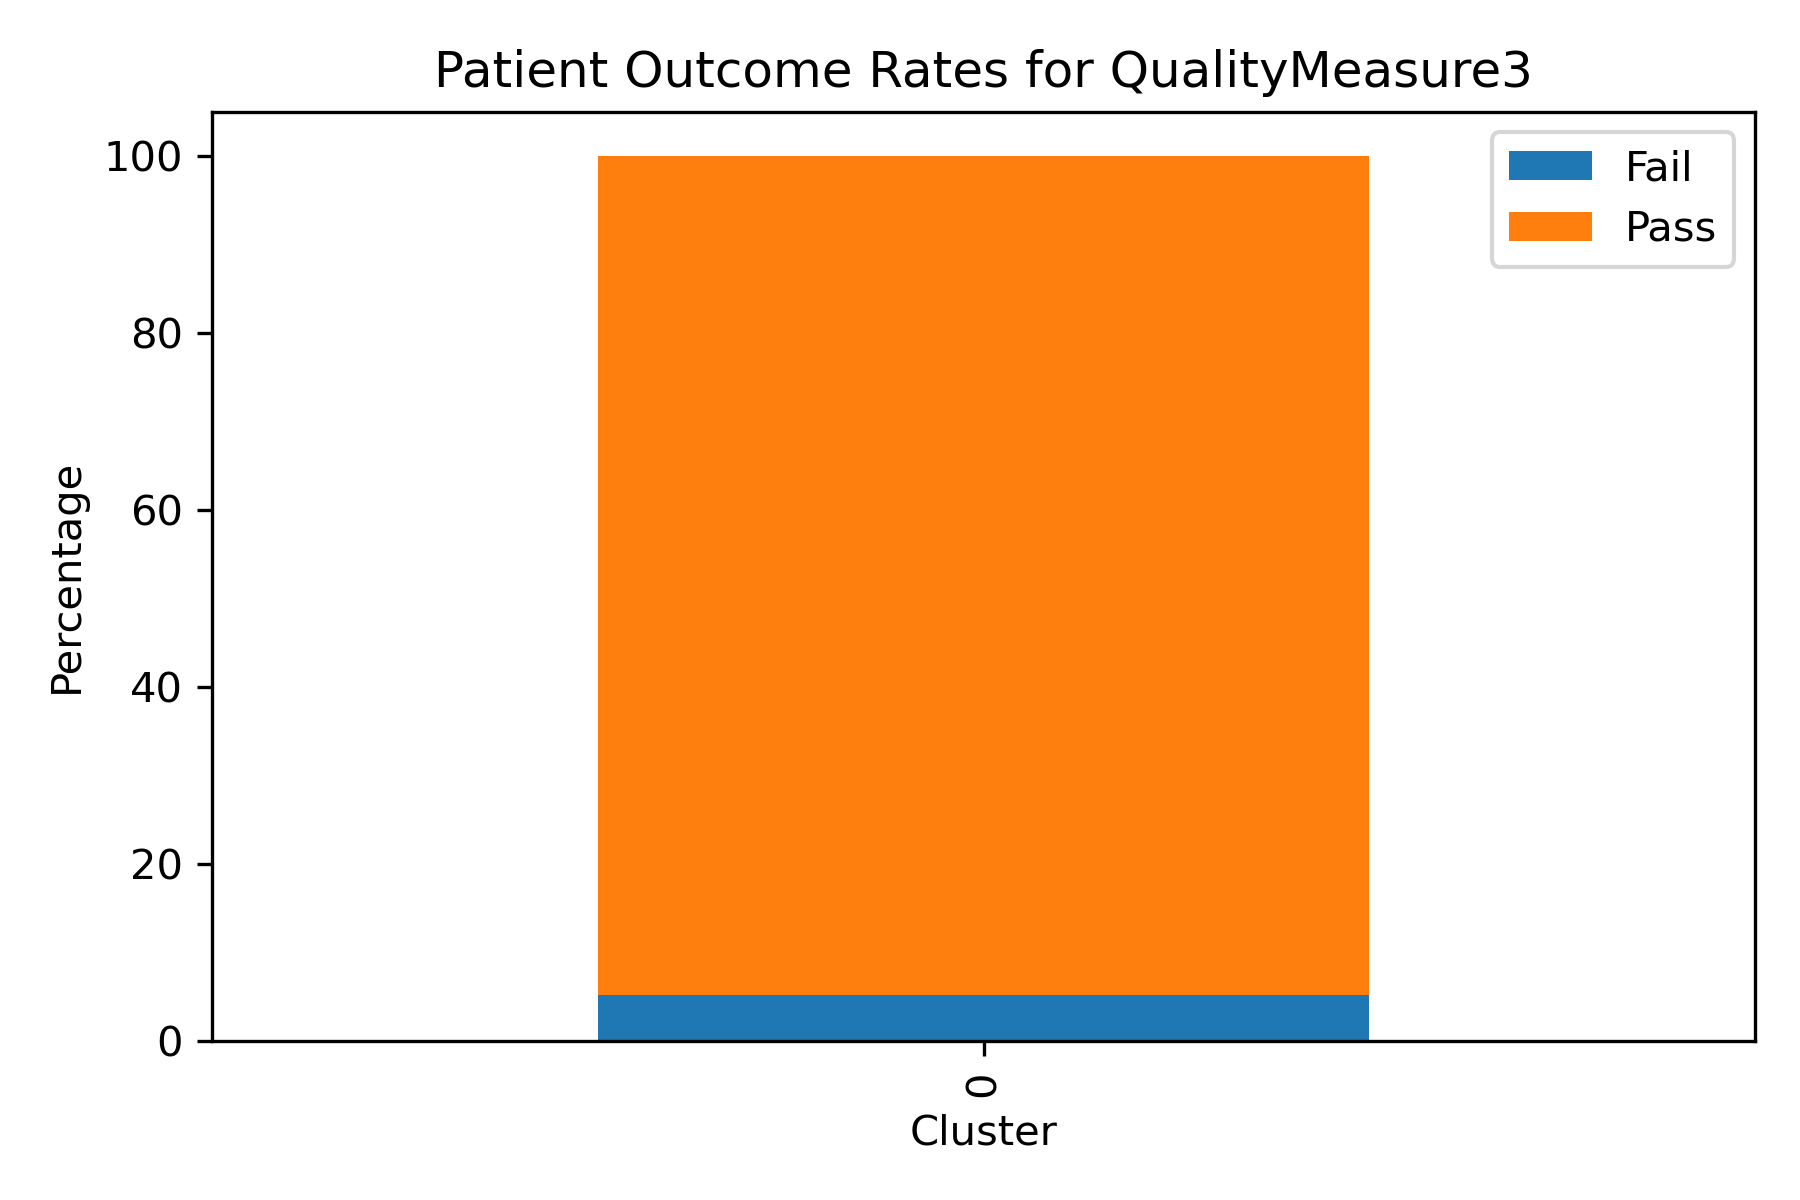 Patient Outcome Rates for QualityMeasure3
Fail
Pass
100
80
60
40
20
0
Percentage
0
Cluster